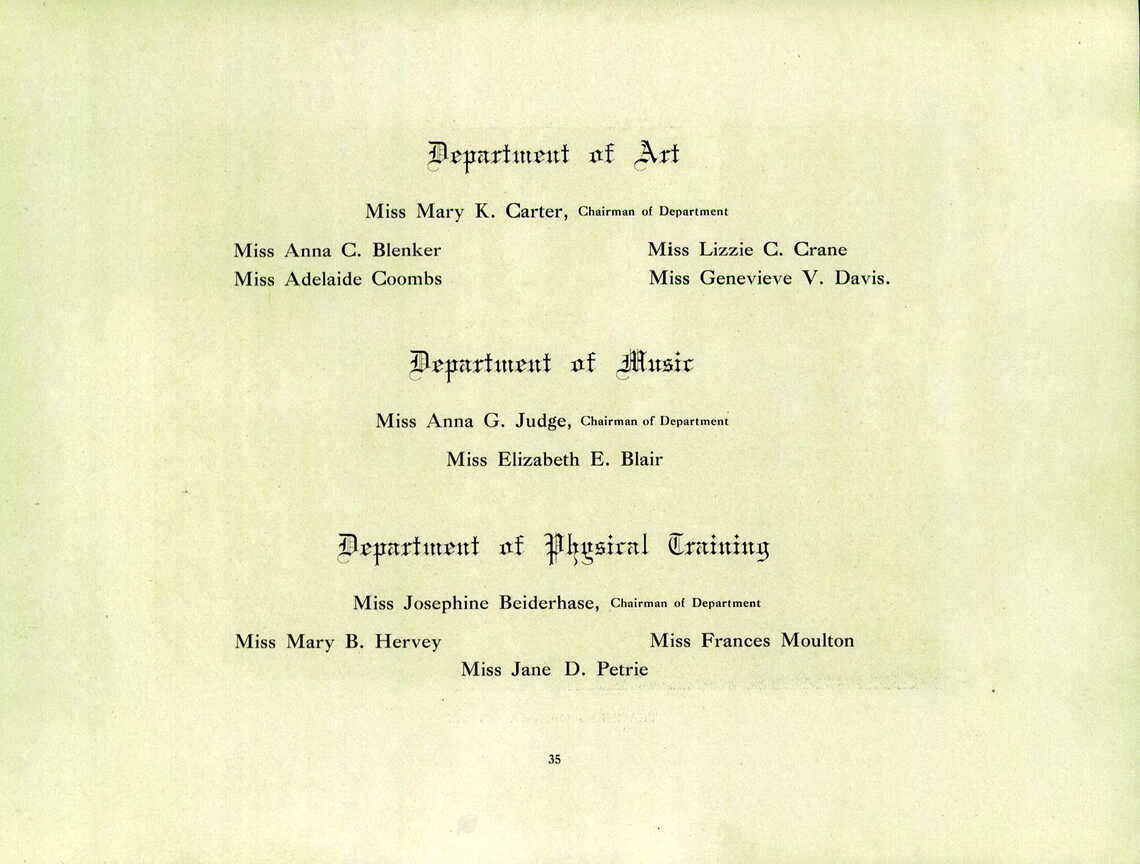 Department of Art
Miss Mary K. Carter, Chairman of Department
Miss Anna C. Blenker Miss Lizzie C. Crane
Miss Adelaide Coombs Miss Genevieve V. Davis.
Department of Music
Miss Anna G. Judge, Chairman of Department
Miss Elizabeth E. Blair
Department of Physical Training
Miss Josephine Beiderhase, Chairman of Department
Miss Mary B. Hervey Miss Frances Moulton
Miss Jane D. Petrie
35